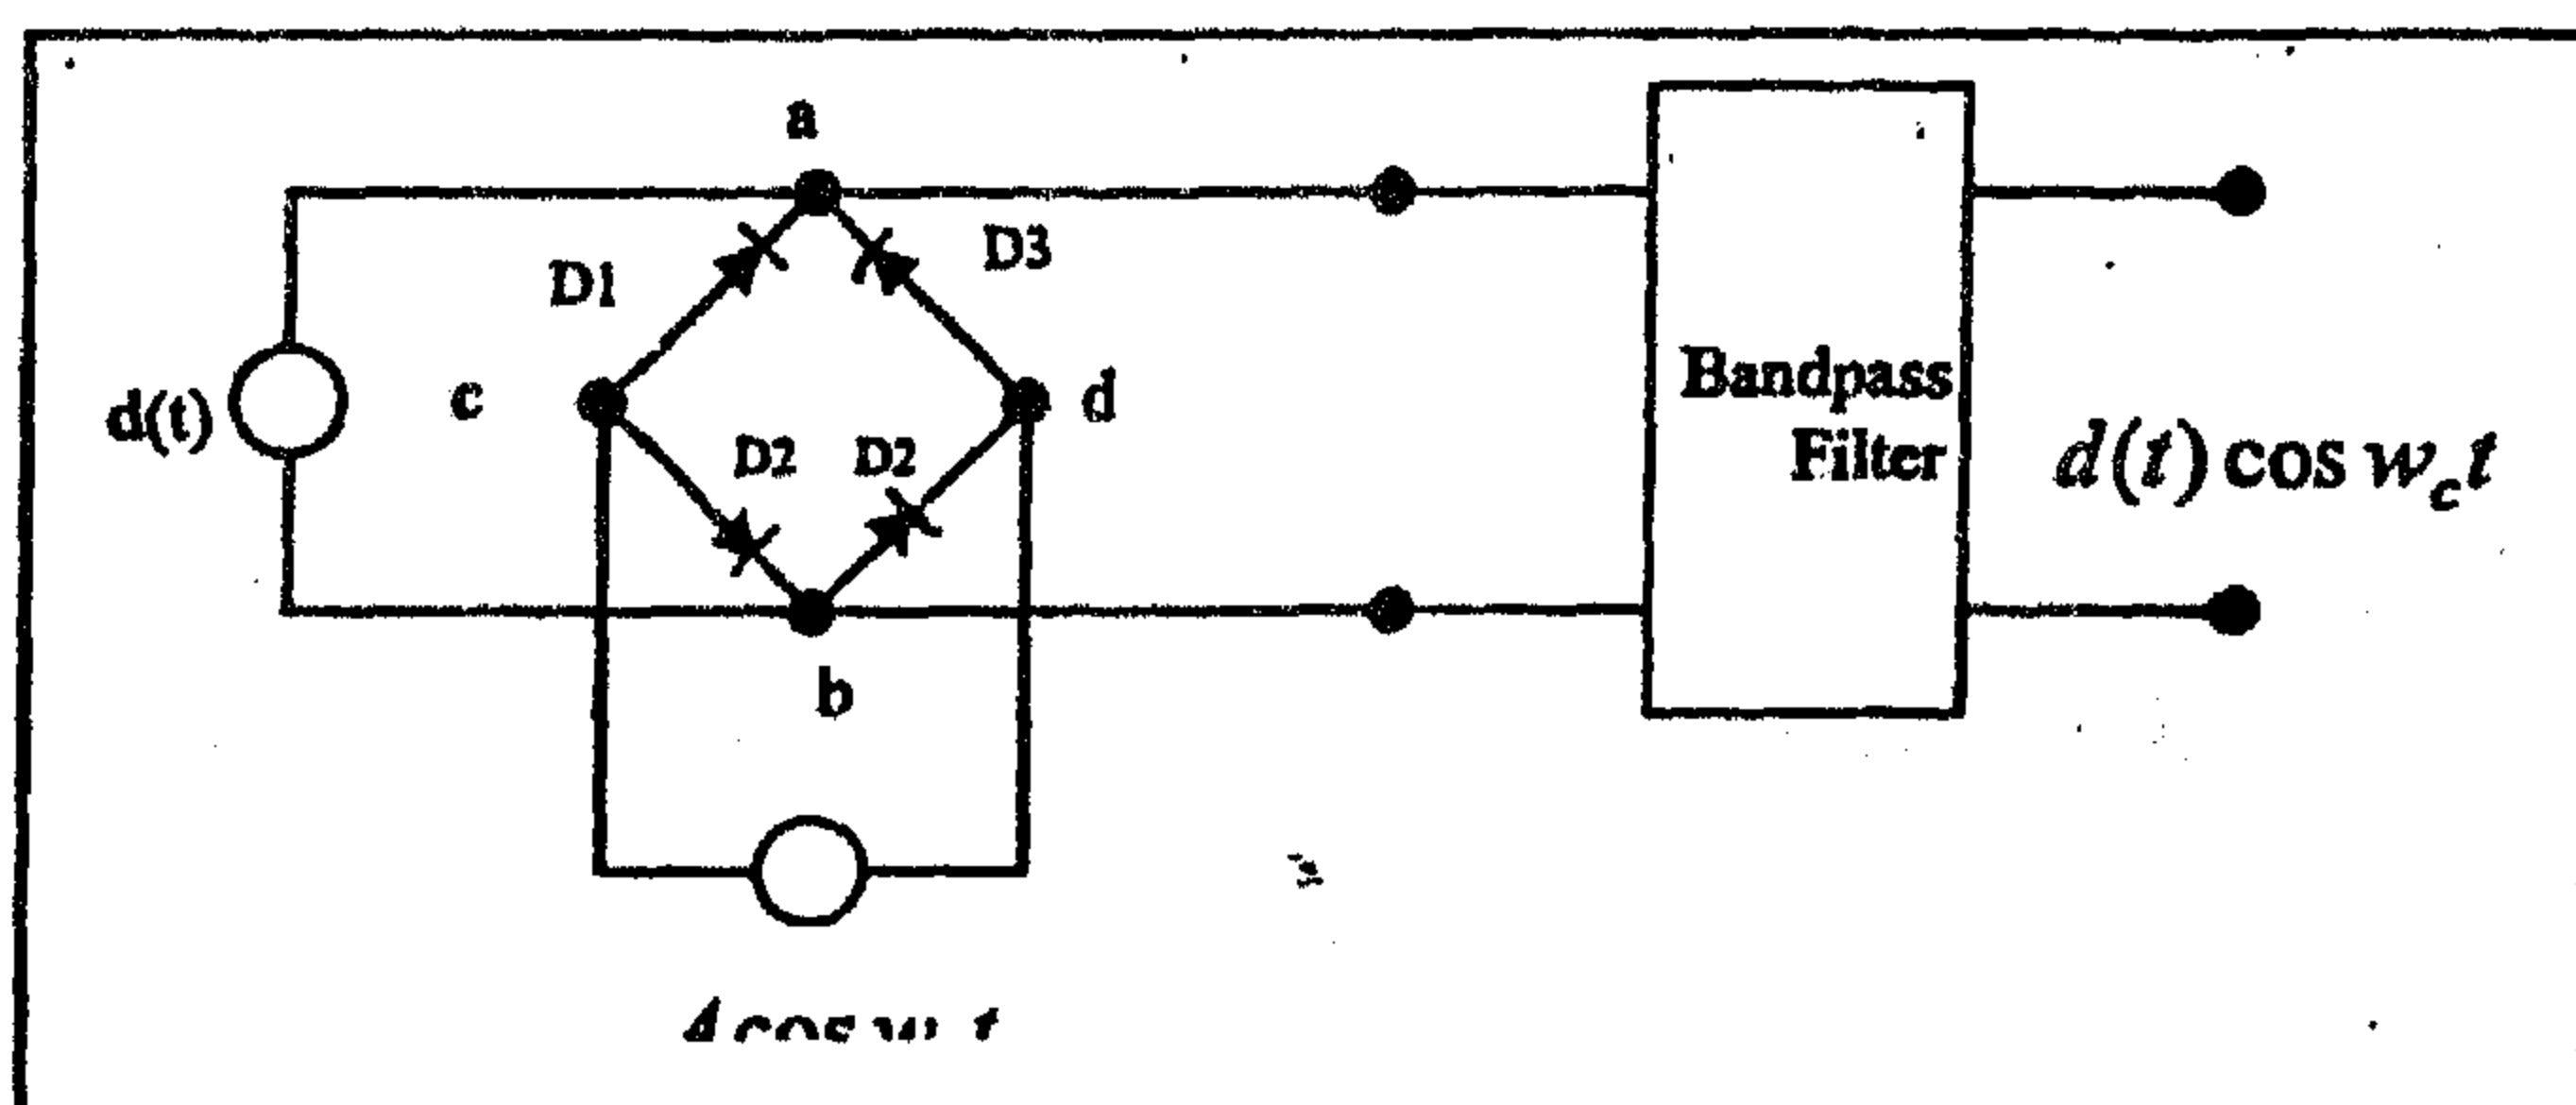 a
D1
D3
d(t)
c
d
D2
D2
b
Bandpass
Filter
d(t) cos w_c t